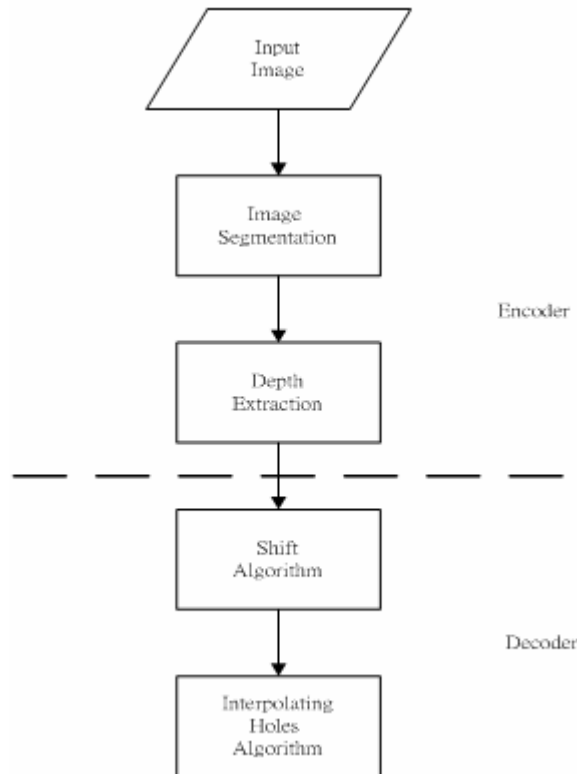 Input
Image
Image
Segmentation
Encoder
Depth
Extraction
Shift
Algorithm
Decoder
Interpolating
Holes
Algorithm